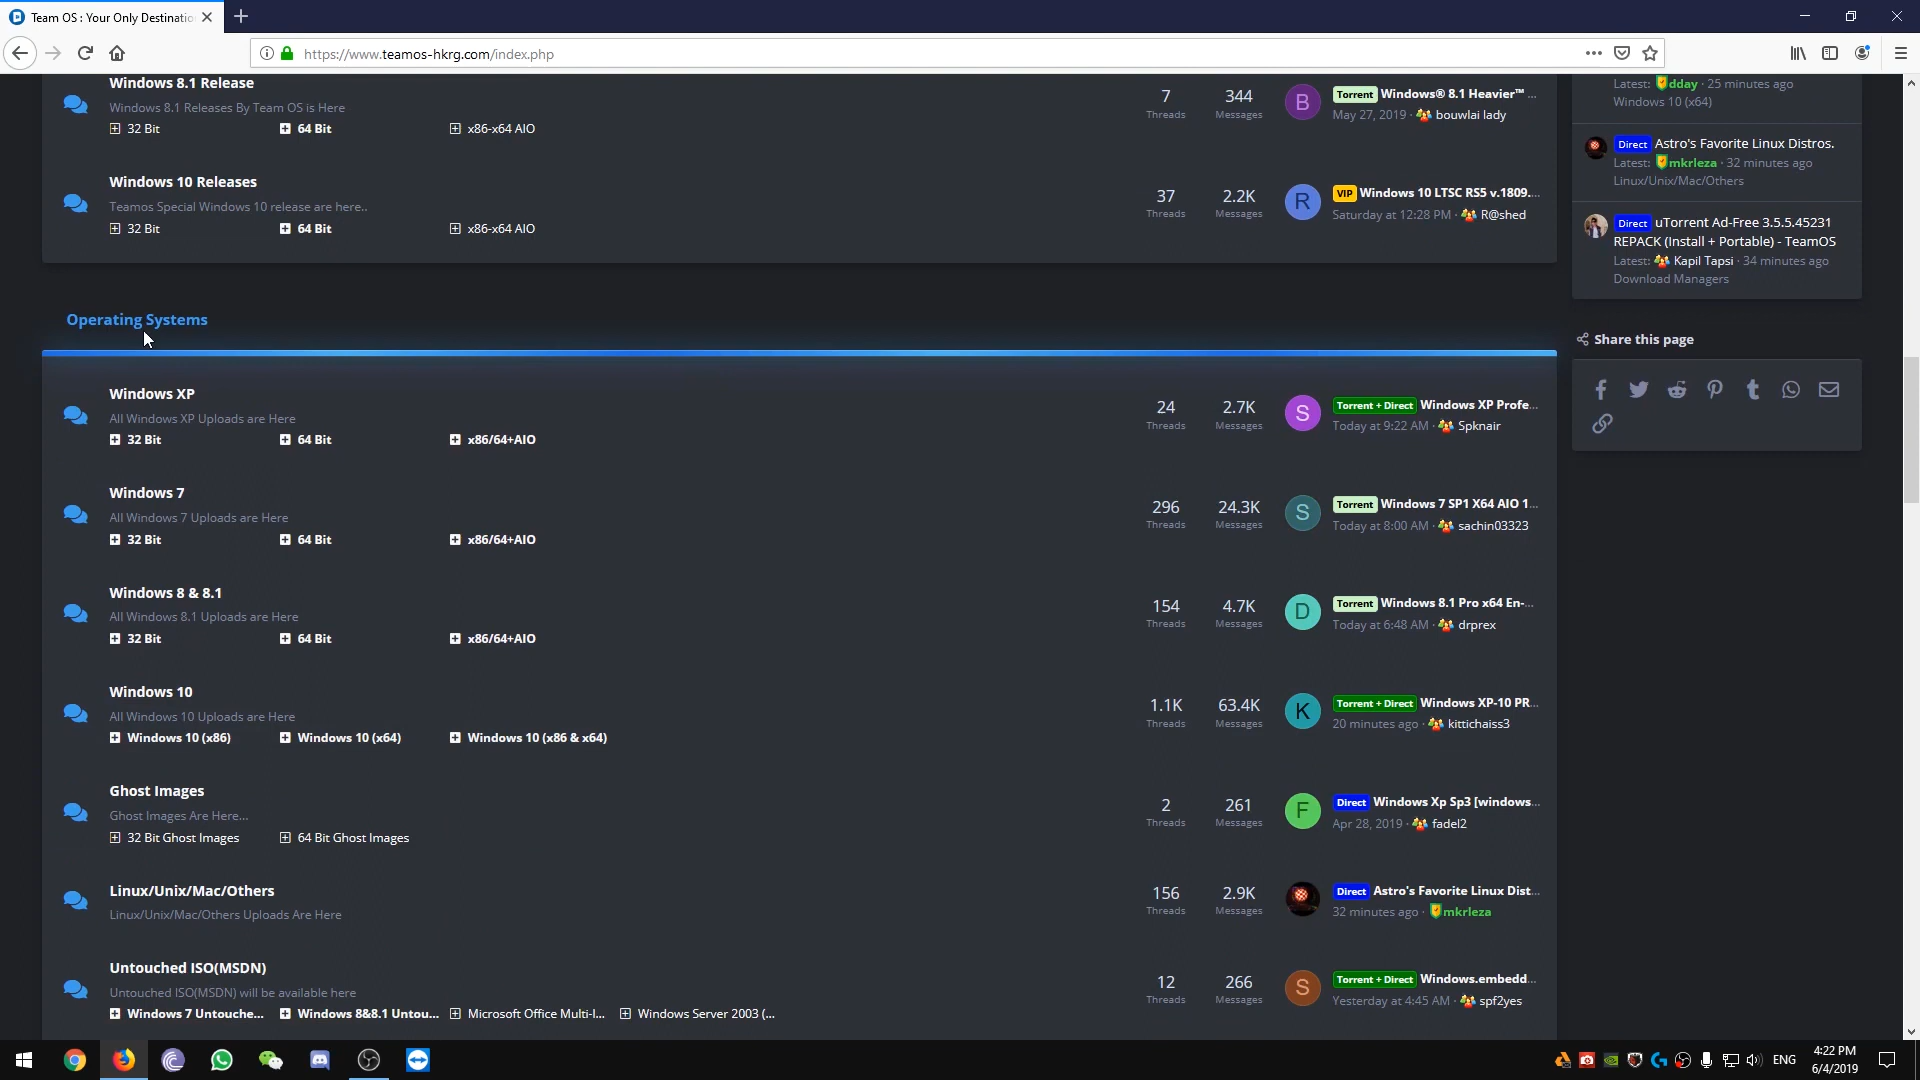 Team OS : Your Only Destinatio
https://www.teamos-hkrg.com/index.php
Windows 8.1 Release
Windows 8.1 Releases By Team OS is Here
32 Bit 64 Bit x86-x64 AIO
7 344
Threads Messages
B
Torrent Windows® 8.1 Heavier™ ...
May 27, 2019 · bouwlai lady
Windows 10 Releases
Teamos Special Windows 10 release are here..
32 Bit 64 Bit x86-x64 AIO
37 2.2K
Threads Messages
R
VIP Windows 10 LTSC RS5 v.1809....
Saturday at 12:28 PM · R@shed
Latest: dday · 25 minutes ago
Windows 10 (x64)
Direct Astro's Favorite Linux Distros.
Latest: mkrleza · 32 minutes ago
Linux/Unix/Mac/Others
Direct uTorrent Ad-Free 3.5.5.45231
REPACK (Install + Portable) - TeamOS
Latest: Kapil Tapsi · 34 minutes ago
Download Managers
Share this page
Operating Systems
Windows XP
All Windows XP Uploads are Here
32 Bit 64 Bit x86/64+AIO
24 2.7K
Threads Messages
S
Torrent + Direct Windows XP Profe...
Today at 9:22 AM · Spknair
Windows 7
All Windows 7 Uploads are Here
32 Bit 64 Bit x86/64+AIO
296 24.3K
Threads Messages
S
Torrent Windows 7 SP1 X64 AIO 1...
Today at 8:00 AM · sachin03323
Windows 8 & 8.1
All Windows 8.1 Uploads are Here
32 Bit 64 Bit x86/64+AIO
154 4.7K
Threads Messages
D
Torrent Windows 8.1 Pro x64 En-...
Today at 6:48 AM · drprex
Windows 10
All Windows 10 Uploads are Here
Windows 10 (x86) Windows 10 (x64) Windows 10 (x86 & x64)
1.1K 63.4K
Threads Messages
K
Torrent + Direct Windows XP-10 PR...
20 minutes ago · kittichaiss3
Ghost Images
Ghost Images Are Here...
32 Bit Ghost Images 64 Bit Ghost Images
2 261
Threads Messages
F
Direct Windows Xp Sp3 [windows...
Apr 28, 2019 · fadel2
Linux/Unix/Mac/Others
Linux/Unix/Mac/Others Uploads Are Here
156 2.9K
Threads Messages
Direct Astro's Favorite Linux Dist...
32 minutes ago · mkrleza
Untouched ISO(MSDN)
Untouched ISO(MSDN) will be available here
Windows 7 Untouche... Windows 8&8.1 Untou... Microsoft Office Multi-l... Windows Server 2003 (...
12 266
Threads Messages
S
Torrent + Direct Windows.embedd...
Yesterday at 4:45 AM · spf2yes
ENG
4:22 PM
6/4/2019